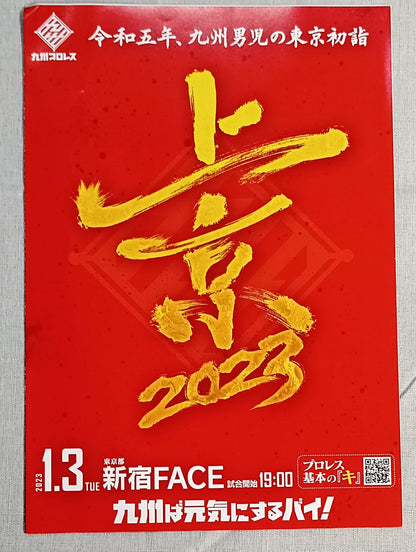 九州プロレス
令和五年、九州男児の東京初詣
上京
2023
2023 1.3 TUE 東京都 新宿FACE 試合開始 19:00
プロレス
基本の『キ』
九州ば元気にするバイ!